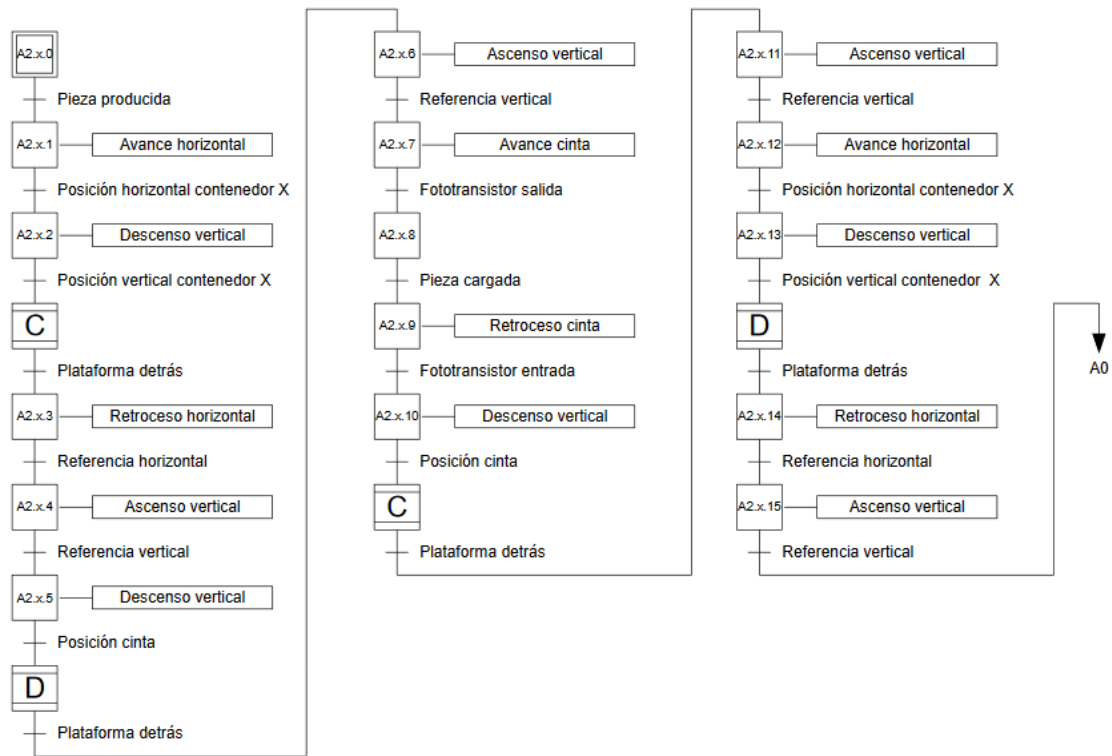 A2.x.0
Pieza producida
A2.x.1
Avance horizontal
Posición horizontal contenedor X
A2.x.2
Descenso vertical
Posición vertical contenedor X
C
Plataforma detrás
A2.x.3
Retroceso horizontal
Referencia horizontal
A2.x.4
Ascenso vertical
Referencia vertical
A2.x.5
Descenso vertical
Posición cinta
D
Plataforma detrás
A2.x.6
Ascenso vertical
Referencia vertical
A2.x.7
Avance cinta
Fototransistor salida
A2.x.8
Pieza cargada
A2.x.9
Retroceso cinta
Fototransistor entrada
A2.x.10
Descenso vertical
Posición cinta
C
Plataforma detrás
A2.x.11
Ascenso vertical
Referencia vertical
A2.x.12
Avance horizontal
Posición horizontal contenedor X
A2.x.13
Descenso vertical
Posición vertical contenedor X
D
Plataforma detrás
A2.x.14
Retroceso horizontal
Referencia horizontal
A2.x.15
Ascenso vertical
Referencia vertical
A0